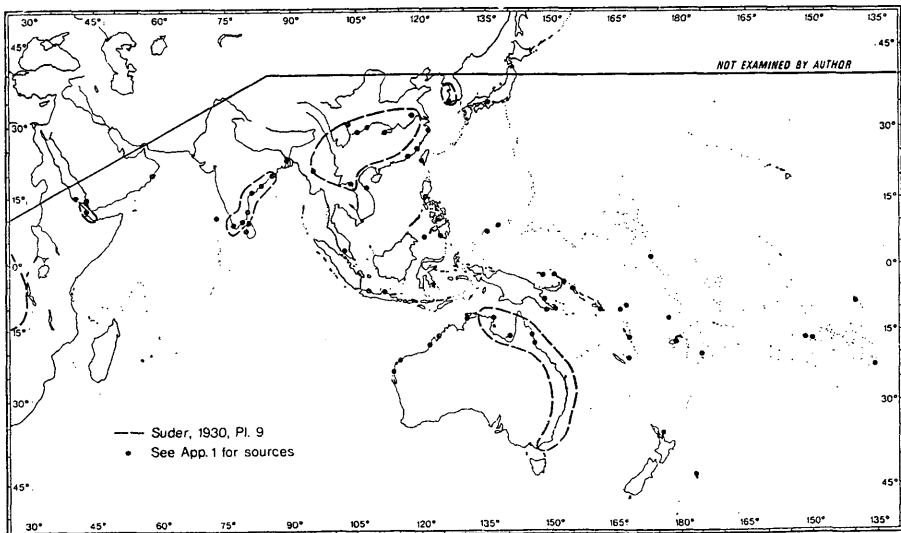 30° 45° 60° 75° 90° 105° 120° 135° 150° 165° 180° 165° 150° 135°
45° 45°
NOT EXAMINED BY AUTHOR
30° 30°
15° 15°
0° 0°
15° 15°
30° 30°
— — — Suder, 1930, Pl. 9
• See App. 1 for sources
45° 45°
30° 45° 60° 75° 90° 105° 120° 135° 150° 165° 180° 165° 150° 135°